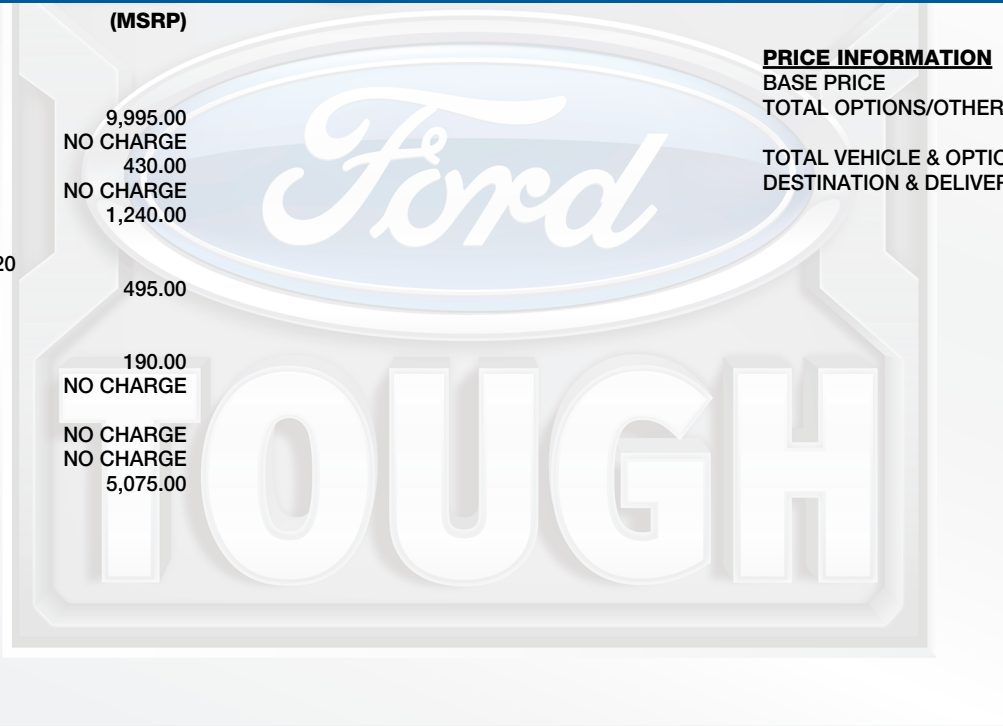 (MSRP)
9,995.00
NO CHARGE
430.00
NO CHARGE
1,240.00
20
495.00
190.00
NO CHARGE
NO CHARGE
NO CHARGE
5,075.00
PRICE INFORMATION
BASE PRICE
TOTAL OPTIONS/OTHER
TOTAL VEHICLE & OPTIO
DESTINATION & DELIVER
Ford
TOUGH